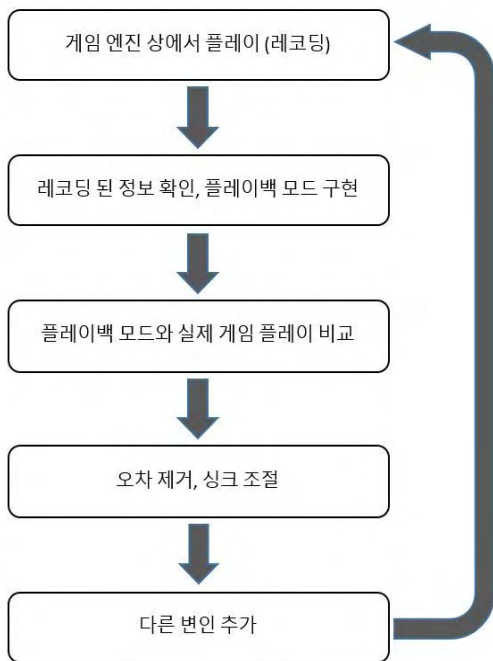 게임 엔진 상에서 플레이 (레코딩)
레코딩 된 정보 확인, 플레이백 모드 구현
플레이백 모드와 실제 게임 플레이 비교
오차 제거, 싱크 조절
다른 변인 추가